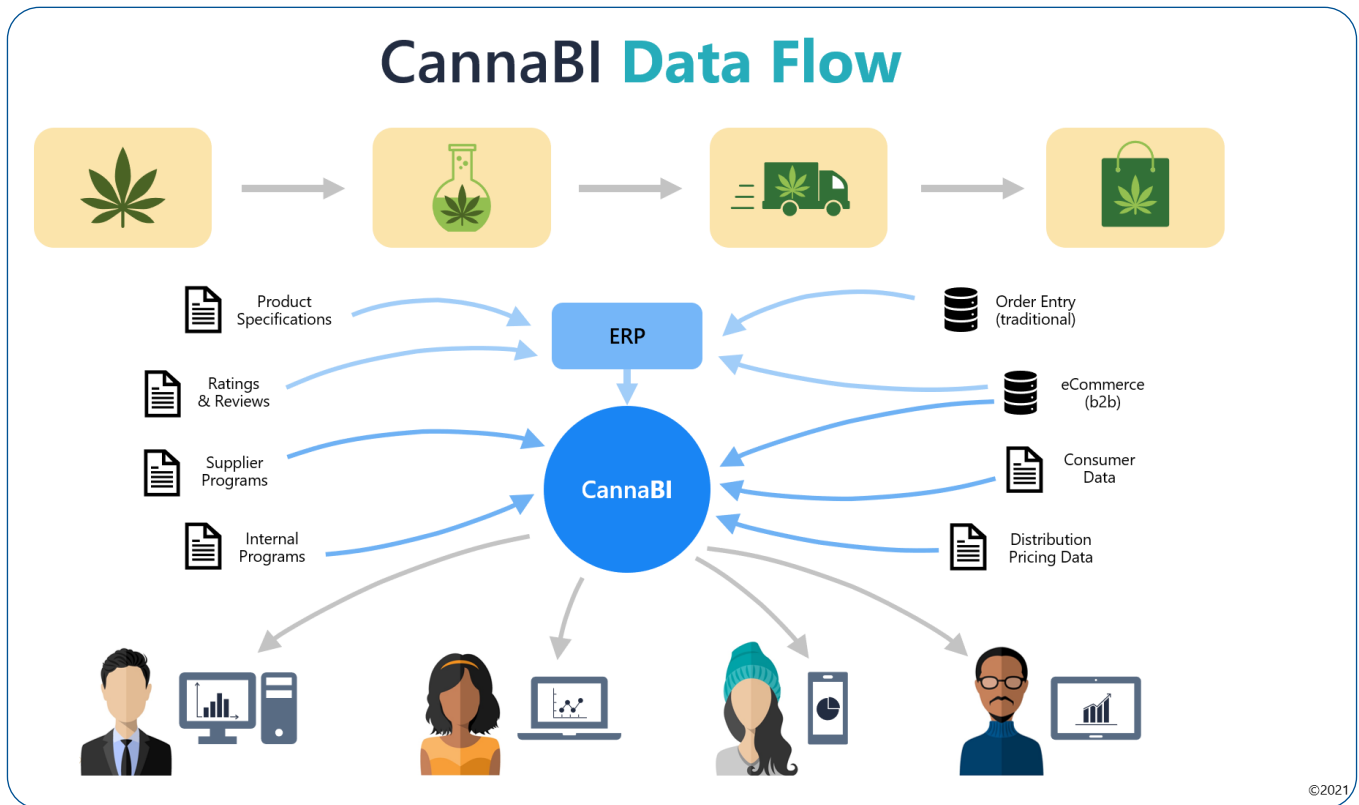 CannaBI Data Flow
Product
Specifications
Order Entry
(traditional)
ERP
Ratings
& Reviews
eCommerce
(b2b)
Supplier
Programs
Consumer
Data
CannaBI
Internal
Programs
Distribution
Pricing Data
©2021